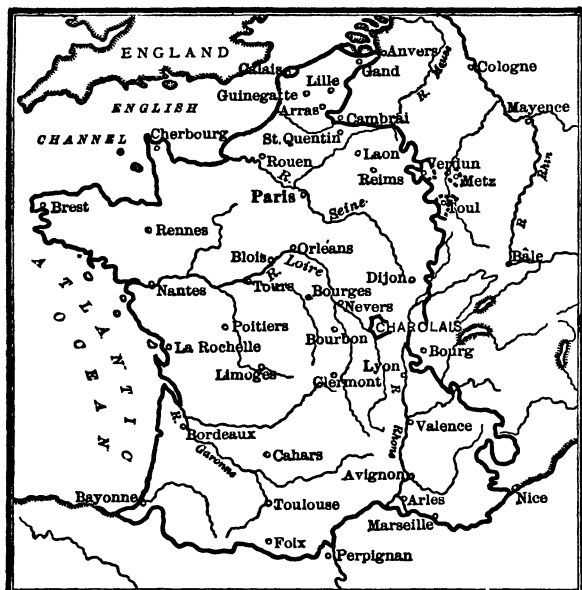 ENGLAND
Anvers
Calais
Lille
Gand
Cologne
R. Meuse
Guinegatte
ENGLISH
Arras
Cambrai
Mayence
CHANNEL
Cherbourg
St. Quentin
Rouen
Laon
Verdun
R. Rhin
Reims
Metz
Paris
R. Seine
Toul
Brest
Rennes
Orléans
Blois
R. Loire
Bâle
Dijon
Nantes
Tours
Bourges
Nevers
ATLANTIC
OCEAN
Poitiers
Bourbon
CHAROLAIS
La Rochelle
Bourg
Limoges
Clermont
Lyon
R. Rhone
Bordeaux
R. Garonne
Valence
Cahars
Avignon
Bayonne
Toulouse
Arles
Nice
Marseille
Foix
Perpignan